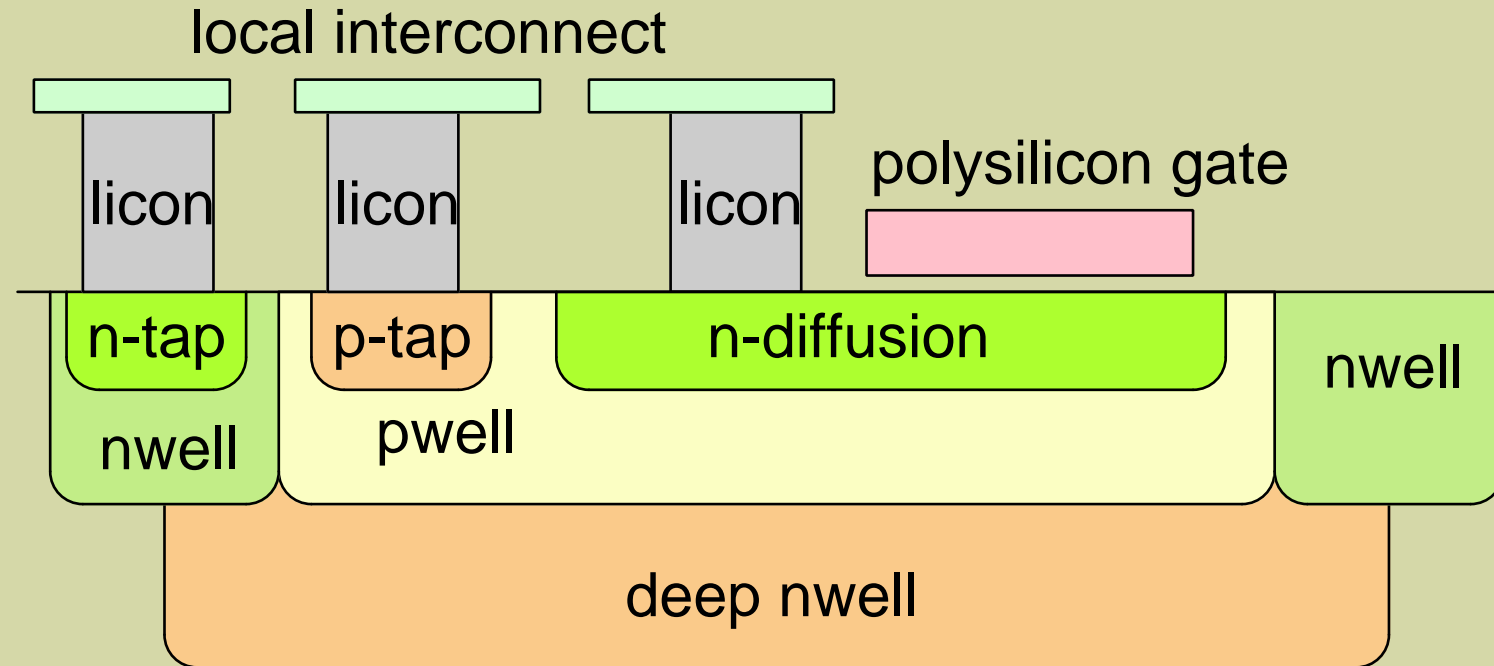 local interconnect
polysilicon gate
licon
licon
licon
n-tap
p-tap
n-diffusion
nwell
nwell
pwell
deep nwell